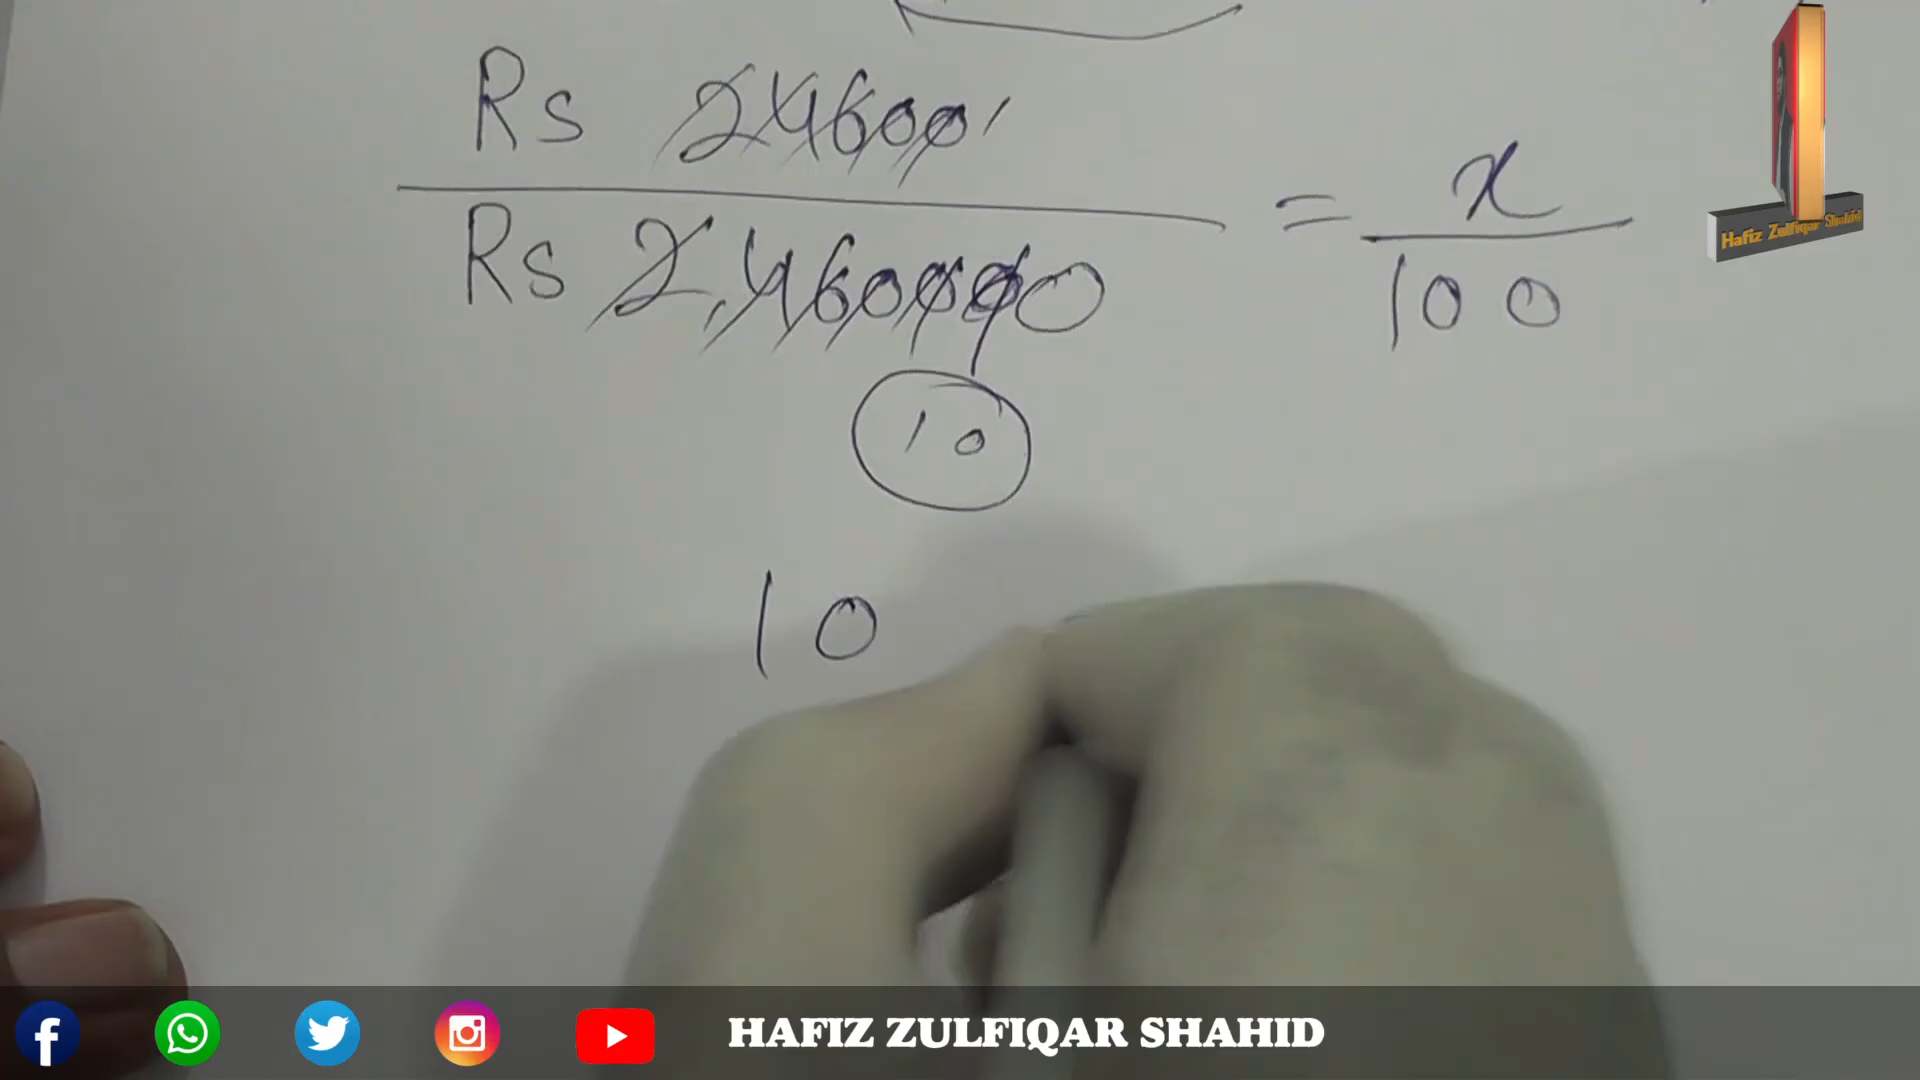 Rs 24600
Rs 2,460000
= x
100
10
10
Hafiz Zulfiqar Shahid
HAFIZ ZULFIQAR SHAHID